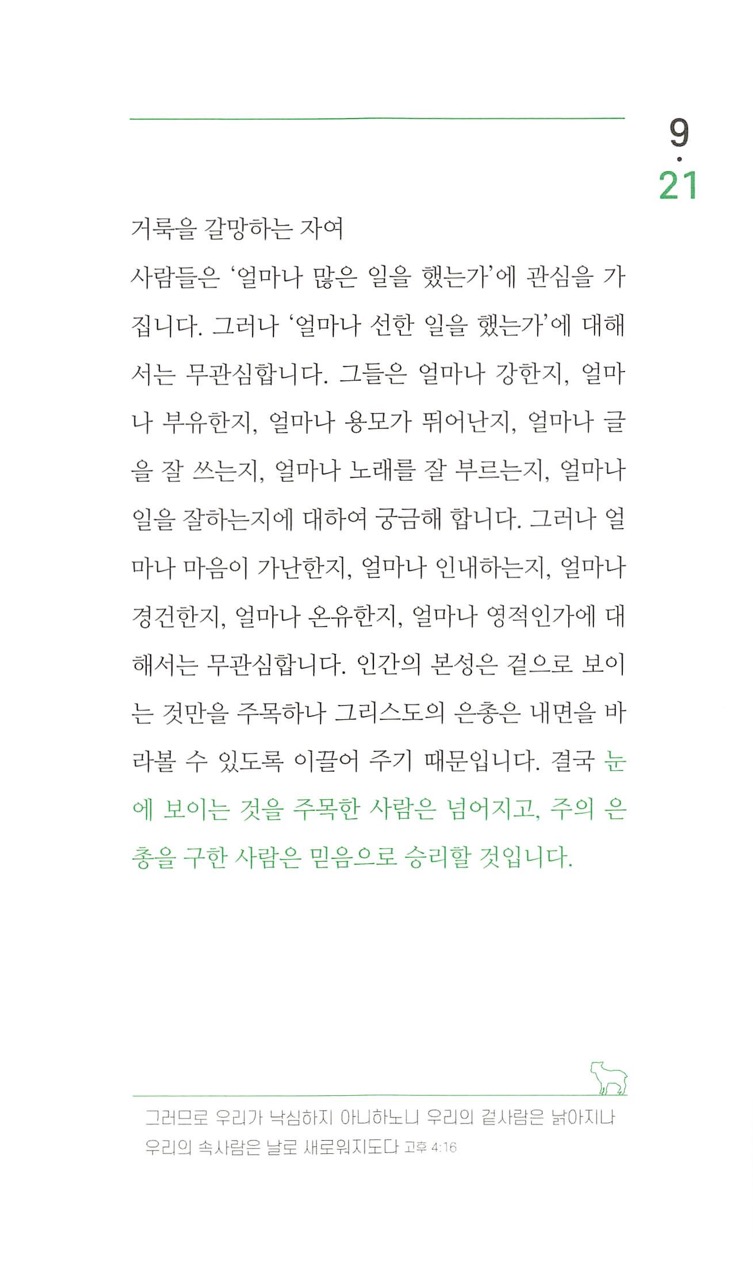 9
·
21
거룩을 갈망하는 자여
사람들은 ‘얼마나 많은 일을 했는가’에 관심을 가
집니다. 그러나 ‘얼마나 선한 일을 했는가’에 대해
서는 무관심합니다. 그들은 얼마나 강한지, 얼마
나 부유한지, 얼마나 용모가 뛰어난지, 얼마나 글
을 잘 쓰는지, 얼마나 노래를 잘 부르는지, 얼마나
일을 잘하는지에 대하여 궁금해 합니다. 그러나 얼
마나 마음이 가난한지, 얼마나 인내하는지, 얼마나
경건한지, 얼마나 온유한지, 얼마나 영적인가에 대
해서는 무관심합니다. 인간의 본성은 겉으로 보이
는 것만을 주목하나 그리스도의 은총은 내면을 바
라볼 수 있도록 이끌어 주기 때문입니다. 결국 눈
에 보이는 것을 주목한 사람은 넘어지고, 주의 은
총을 구한 사람은 믿음으로 승리할 것입니다.
그러므로 우리가 낙심하지 아니하노니 우리의 겉사람은 낡아지나
우리의 속사람은 날로 새로워지도다 고후 4:16